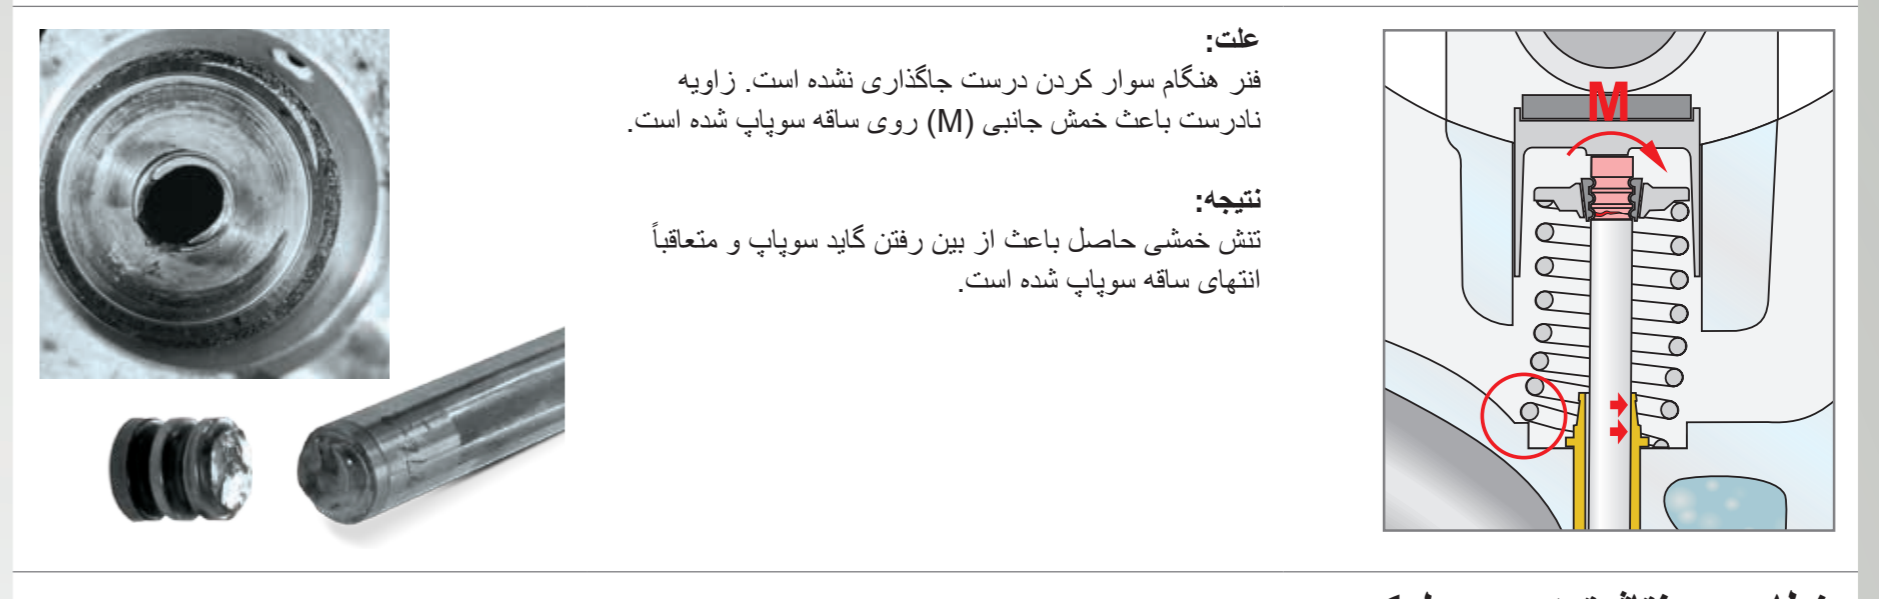 علت:
فنر هنگام سوار کردن درست جاگذاری نشده است. زاویه
نادرست باعث خمش جانبی (M) روی ساقه سوپاپ شده است.
نتیجه:
تنش خمشی حاصل باعث از بین رفتن گاید سوپاپ و متعاقباً
انتهای ساقه سوپاپ شده است.
M